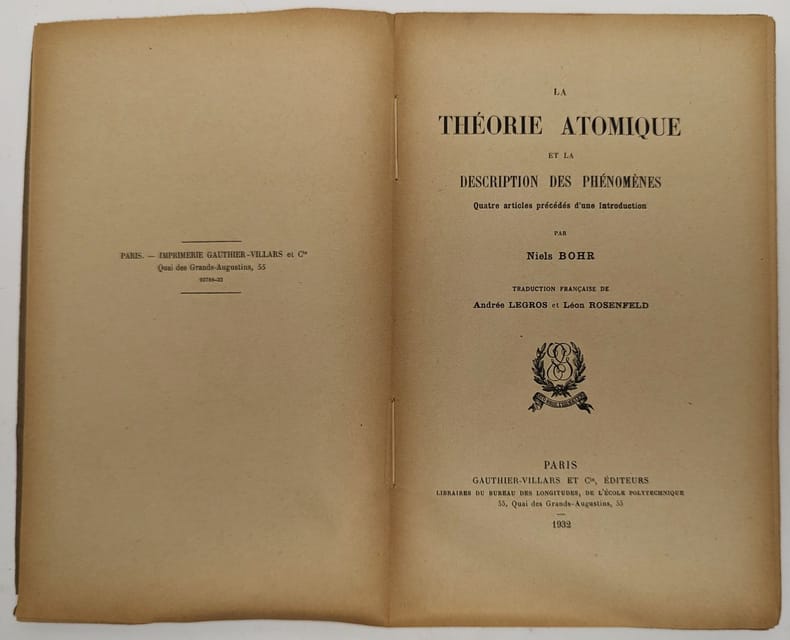 PARIS. — IMPRIMERIE GAUTHIER-VILLARS et Cie
Quai des Grands-Augustins, 55
LA
THÉORIE ATOMIQUE
ET LA
DESCRIPTION DES PHÉNOMÈNES
Quatre articles précédés d'une Introduction
PAR
Niels BOHR
TRADUCTION FRANÇAISE DE
Andrée LEGROS et Léon ROSENFELD
PARIS
GAUTHIER-VILLARS ET Cie, ÉDITEURS
LIBRAIRES DU BUREAU DES LONGITUDES, DE L'ÉCOLE POLYTECHNIQUE
55, Quai des Grands-Augustins, 55
1932